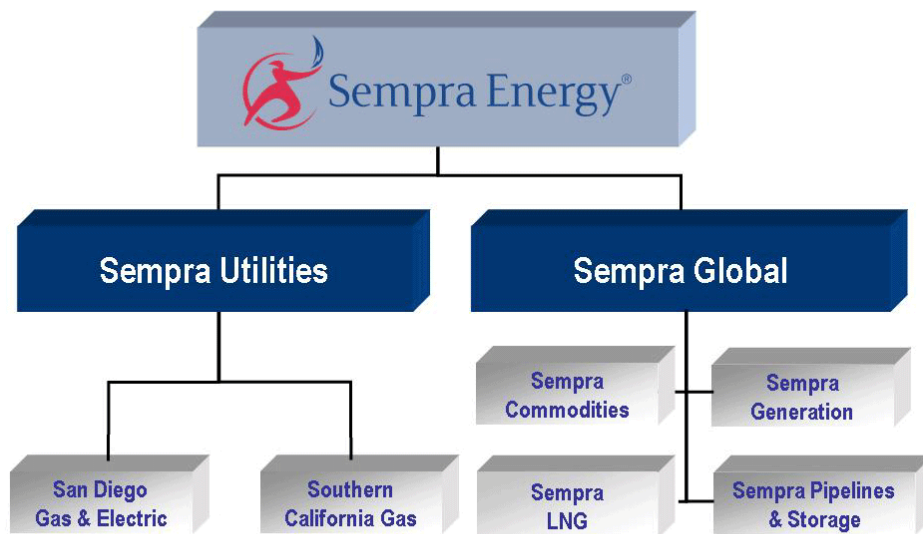 Sempra Energy®
Sempra Utilities
Sempra Global
Sempra
Commodities
Sempra
Generation
San Diego
Gas & Electric
Southern
California Gas
Sempra
LNG
Sempra Pipelines
& Storage